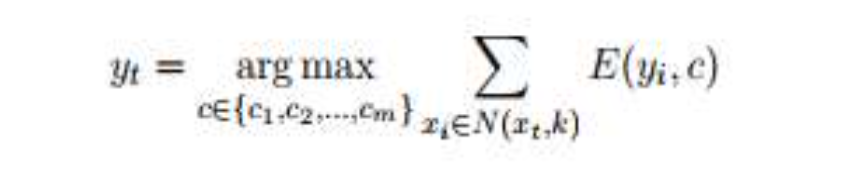 y_t = arg max_{c∈{c_1,c_2,...,c_m}} ∑_{x_i∈N(x_t,k)} E(y_i, c)